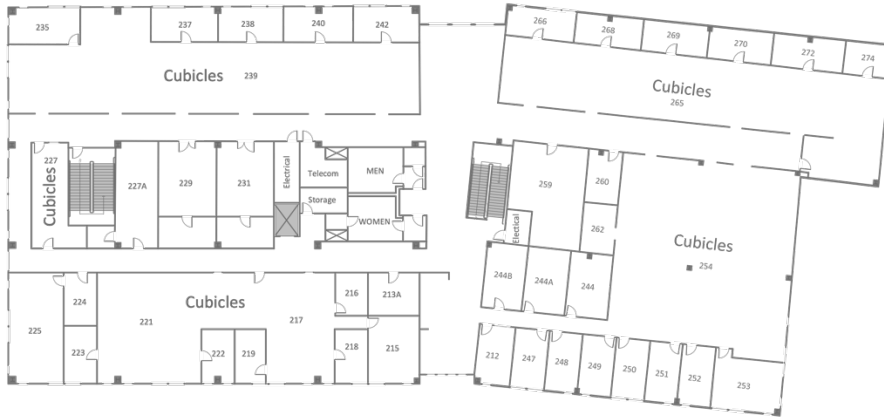 235
237
238
240
242
Cubicles 239
227
Cubicles
227A
229
231
Electrical
Telecom
Storage
MEN
WOMEN
225
224
223
Cubicles
221
222
219
217
216
213A
218
215
266
268
269
270
272
274
Cubicles
265
259
Electical
260
262
Cubicles
254
244B
244A
244
212
247
248
249
250
251
252
253